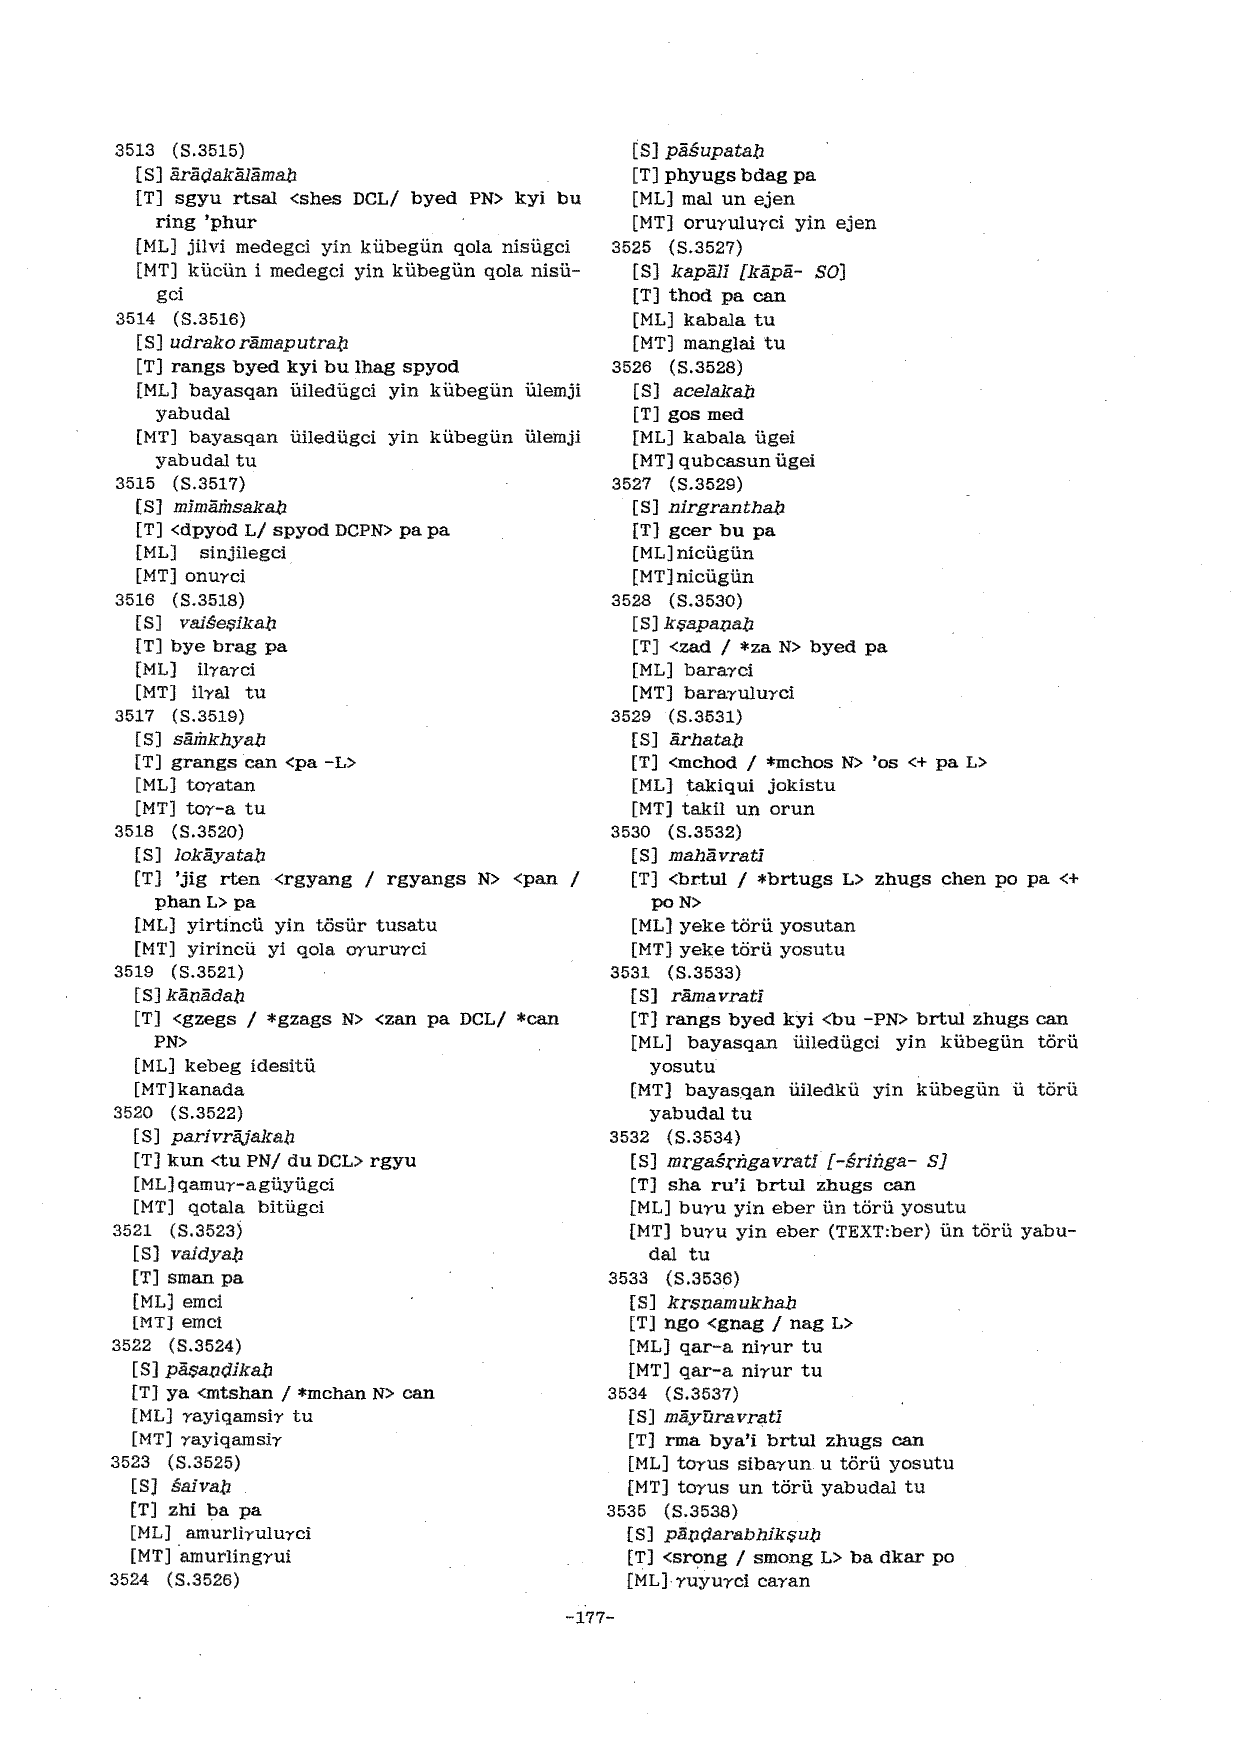 3513 (S.3515)
[S] ārāḍakālāmaḥ
[T] sgyu rtsal <shes DCL/ byed PN> kyi bu
ring 'phur
[ML] jilvi medegci yin kübegün qola nisügci
[MT] kücün i medegci yin kübegün qola nisü-
gci
3514 (S.3516)
[S] udrako rāmaputraḥ
[T] rangs byed kyi bu lhag spyod
[ML] bayasqan üiledügci yin kübegün ülemji
yabudal
[MT] bayasqan üiledügci yin kübegün ülemji
yabudal tu
3515 (S.3517)
[S] mīmāṁsakaḥ
[T] <dpyod L/ spyod DCPN> pa pa
[ML] sinjilegci
[MT] onuγci
3516 (S.3518)
[S] vaiśeṣikaḥ
[T] bye brag pa
[ML] ilγaγci
[MT] ilγal tu
3517 (S.3519)
[S] sāṁkhyaḥ
[T] grangs can <pa -L>
[ML] toγatan
[MT] toγ-a tu
3518 (S.3520)
[S] lokāyataḥ
[T] 'jig rten <rgyang / rgyangs N> <pan /
phan L> pa
[ML] yirtincü yin tösür tusatu
[MT] yirincü yi qola oγuruγci
3519 (S.3521)
[S] kāṇādaḥ
[T] <gzegs / *gzags N> <zan pa DCL/ *can
PN>
[ML] kebeg idesitü
[MT] kanada
3520 (S.3522)
[S] parivrājakaḥ
[T] kun <tu PN/ du DCL> rgyu
[ML] qamuγ-a güyügci
[MT] qotala bitügci
3521 (S.3523)
[S] vaidyaḥ
[T] sman pa
[ML] emci
[MT] emci
3522 (S.3524)
[S] pāṣaṇḍikaḥ
[T] ya <mtshan / *mchan N> can
[ML] γayiqamsiγ tu
[MT] γayiqamsiγ
3523 (S.3525)
[S] śaivaḥ
[T] zhi ba pa
[ML] amurliγuluγci
[MT] amurlingγui
3524 (S.3526)
[S] pāśupataḥ
[T] phyugs bdag pa
[ML] mal un ejen
[MT] oruγuluγci yin ejen
3525 (S.3527)
[S] kapālī [kāpā- SO]
[T] thod pa can
[ML] kabala tu
[MT] manglai tu
3526 (S.3528)
[S] acelakaḥ
[T] gos med
[ML] kabala ügei
[MT] qubcasun ügei
3527 (S.3529)
[S] nirgranthaḥ
[T] gcer bu pa
[ML] nicügün
[MT] nicügün
3528 (S.3530)
[S] kṣapaṇaḥ
[T] <zad / *za N> byed pa
[ML] baraγci
[MT] baraγuluγci
3529 (S.3531)
[S] ārhataḥ
[T] <mchod / *mchos N> 'os <+ pa L>
[ML] takiqui jokistu
[MT] takil un orun
3530 (S.3532)
[S] mahāvratī
[T] <brtul / *brtugs L> zhugs chen po pa <+
po N>
[ML] yeke törü yosutan
[MT] yeke törü yosutu
3531 (S.3533)
[S] rāmavratī
[T] rangs byed kyi <bu -PN> brtul zhugs can
[ML] bayasqan üiledügci yin kübegün törü
yosutu
[MT] bayasqan üiledkü yin kübegün ü törü
yabudal tu
3532 (S.3534)
[S] mṛgaśṛṅgavratī [-śriṅga- S]
[T] sha ru'i brtul zhugs can
[ML] buγu yin eber ün törü yosutu
[MT] buγu yin eber (TEXT:ber) ün törü yabu-
dal tu
3533 (S.3536)
[S] kṛsṇamukhaḥ
[T] ngo <gnag / nag L>
[ML] qar-a niγur tu
[MT] qar-a niγur tu
3534 (S.3537)
[S] māyūravratī
[T] rma bya'i brtul zhugs can
[ML] toγus sibaγun u törü yosutu
[MT] toγus un törü yabudal tu
3535 (S.3538)
[S] pāṇḍarabhikṣuḥ
[T] <srong / smong L> ba dkar po
[ML] γuyuγci caγan
-177-